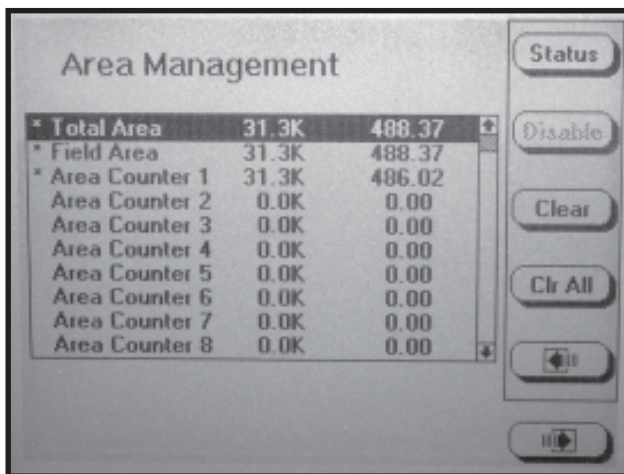 Area Management
* Total Area 31.3K 488.37
* Field Area 31.3K 488.37
* Area Counter 1 31.3K 486.02
Area Counter 2 0.0K 0.00
Area Counter 3 0.0K 0.00
Area Counter 4 0.0K 0.00
Area Counter 5 0.0K 0.00
Area Counter 6 0.0K 0.00
Area Counter 7 0.0K 0.00
Area Counter 8 0.0K 0.00
Status
Disable
Clear
Clr All